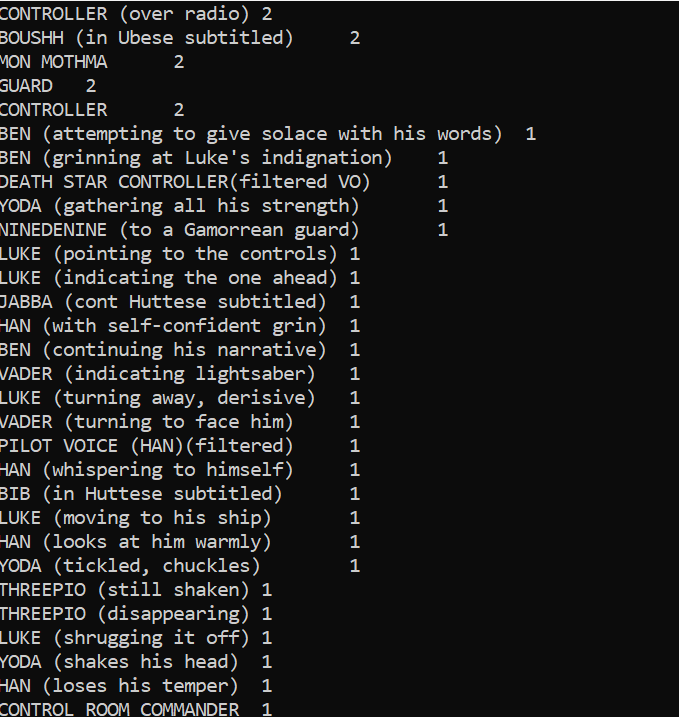 CONTROLLER (over radio) 2
BOUSHH (in Ubese subtitled) 2
MON MOTHMA 2
GUARD 2
CONTROLLER 2
BEN (attempting to give solace with his words) 1
BEN (grinning at Luke's indignation) 1
DEATH STAR CONTROLLER(filtered VO) 1
YODA (gathering all his strength) 1
NINEDENINE (to a Gamorrean guard) 1
LUKE (pointing to the controls) 1
LUKE (indicating the one ahead) 1
JABBA (cont Huttese subtitled) 1
HAN (with self-confident grin) 1
BEN (continuing his narrative) 1
VADER (indicating lightsaber) 1
LUKE (turning away, derisive) 1
VADER (turning to face him) 1
PILOT VOICE (HAN)(filtered) 1
HAN (whispering to himself) 1
BIB (in Huttese subtitled) 1
LUKE (moving to his ship) 1
HAN (looks at him warmly) 1
YODA (tickled, chuckles) 1
THREEPIO (still shaken) 1
THREEPIO (disappearing) 1
LUKE (shrugging it off) 1
YODA (shakes his head) 1
HAN (loses his temper) 1
CONTROL ROOM COMMANDER 1